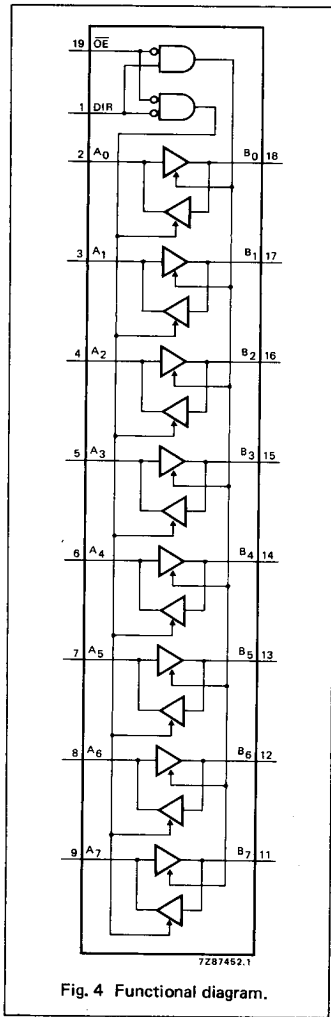 19 OE
1 DIR
2 A0 B0 18
3 A1 B1 17
4 A2 B2 16
5 A3 B3 15
6 A4 B4 14
7 A5 B5 13
8 A6 B6 12
9 A7 B7 11
7Z87452.1
Fig. 4 Functional diagram.